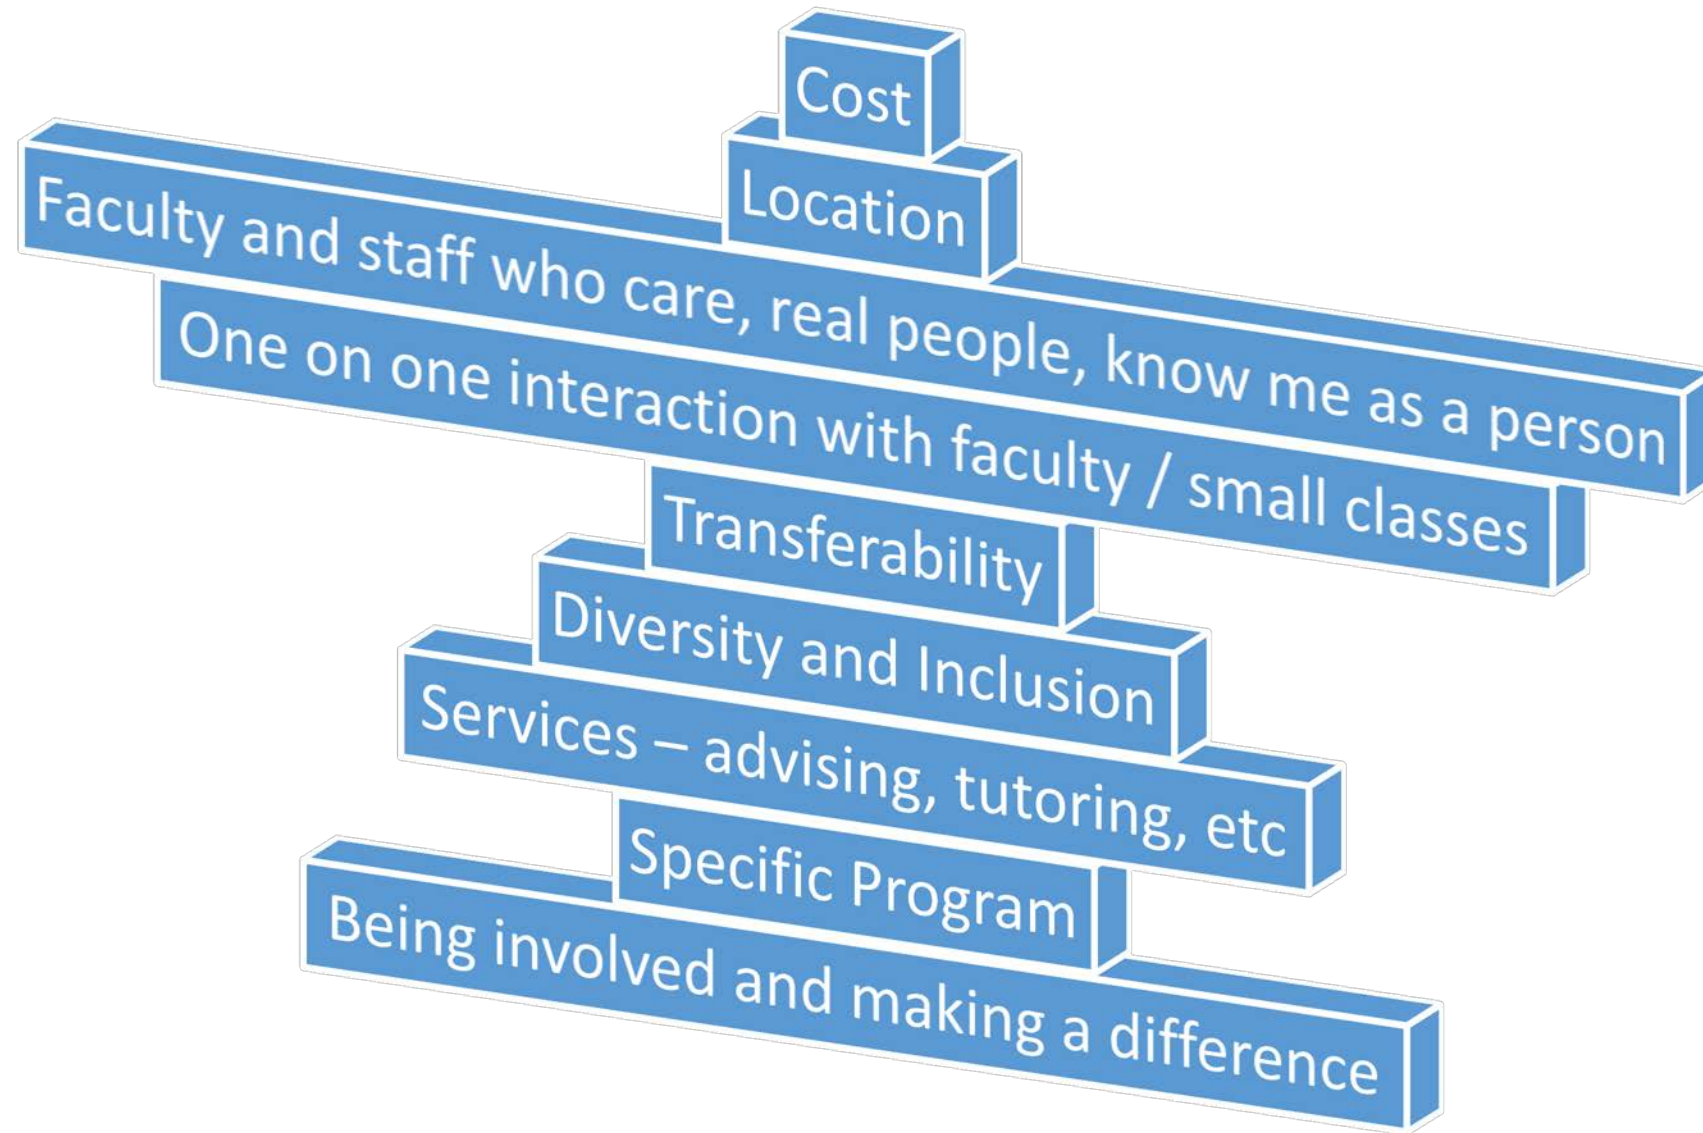 Cost
Location
Faculty and staff who care, real people, know me as a person
One on one interaction with faculty / small classes
Transferability
Diversity and Inclusion
Services – advising, tutoring, etc
Specific Program
Being involved and making a difference